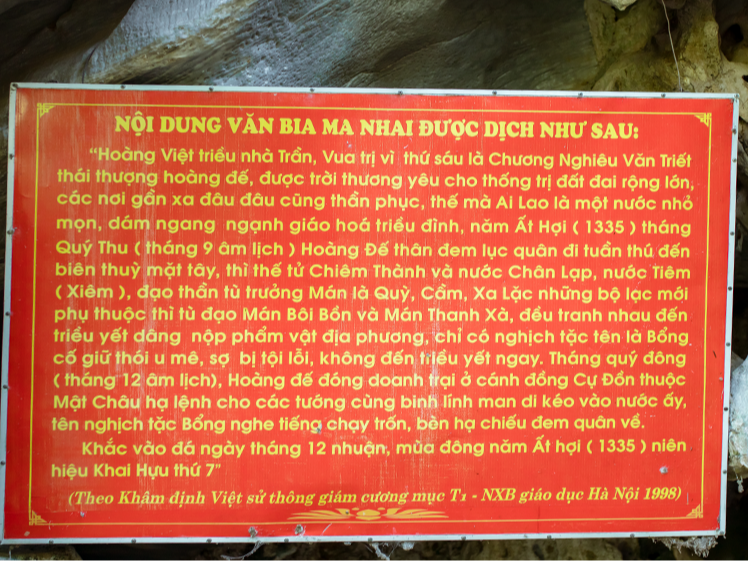 NỘI DUNG VĂN BIA MA NHAI ĐƯỢC DỊCH NHƯ SAU:
“Hoàng Việt triều nhà Trần, Vua trị vì thứ sáu là Chương Nghiêu Văn Triết
thái thượng hoàng đế, được trời thương yêu cho thống trị đất đai rộng lớn,
các nơi gần xa đâu đâu cũng thần phục, thế mà Ai Lao là một nước nhỏ
mọn, dám ngang ngạnh giáo hoá triều đình, năm Ất Hợi ( 1335 ) tháng
Quý Thu ( tháng 9 âm lịch ) Hoàng Đế thân đem lục quân đi tuần thú đến
biên thuỳ mặt tây, thì thế tử Chiêm Thành và nước Chân Lạp, nước Tiêm
( Xiêm ), đạo thần tù trưởng Mán là Quỳ, Cầm, Xa Lặc những bộ lạc mới
phụ thuộc thì tù đạo Mán Bôi Bồn và Mán Thanh Xà, đều tranh nhau đến
triều yết dâng nộp phẩm vật địa phương, chỉ có nghịch tặc tên là Bổng
cố giữ thói u mê, sợ bị tội lỗi, không đến triều yết ngay. Tháng quý đông
( tháng 12 âm lịch), Hoàng đế đóng doanh trại ở cánh đồng Cự Đồn thuộc
Mật Châu hạ lệnh cho các tướng cùng binh lính man di kéo vào nước ấy,
tên nghịch tặc Bổng nghe tiếng chạy trốn, bèn hạ chiếu đem quân về.
Khắc vào đá ngày tháng 12 nhuận, mùa đông năm Ất hợi ( 1335 ) niên
hiệu Khai Hựu thứ 7”
(Theo Khâm định Việt sử thông giám cương mục T1 - NXB giáo dục Hà Nội 1998)